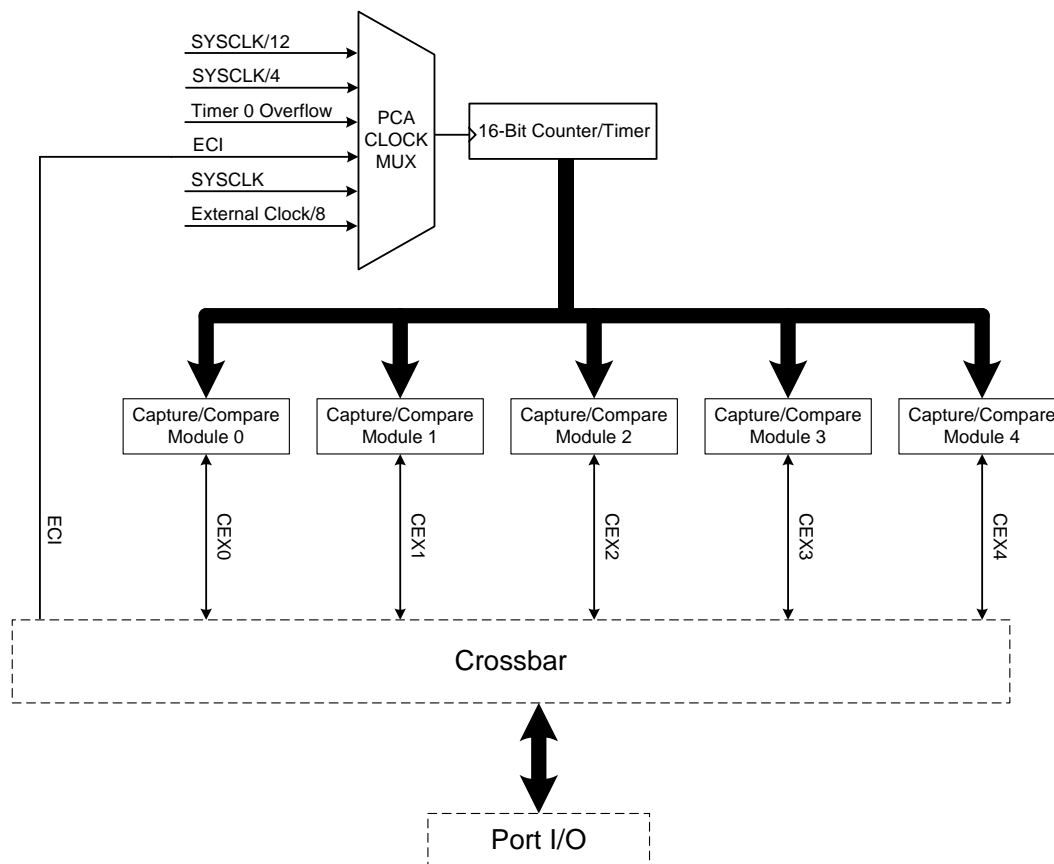 SYSCLK/12
SYSCLK/4
Timer 0 Overflow
ECI
SYSCLK
External Clock/8
PCA
CLOCK
MUX
16-Bit Counter/Timer
Capture/Compare
Module 0
Capture/Compare
Module 1
Capture/Compare
Module 2
Capture/Compare
Module 3
Capture/Compare
Module 4
ECI
CEX0
CEX1
CEX2
CEX3
CEX4
Crossbar
Port I/O